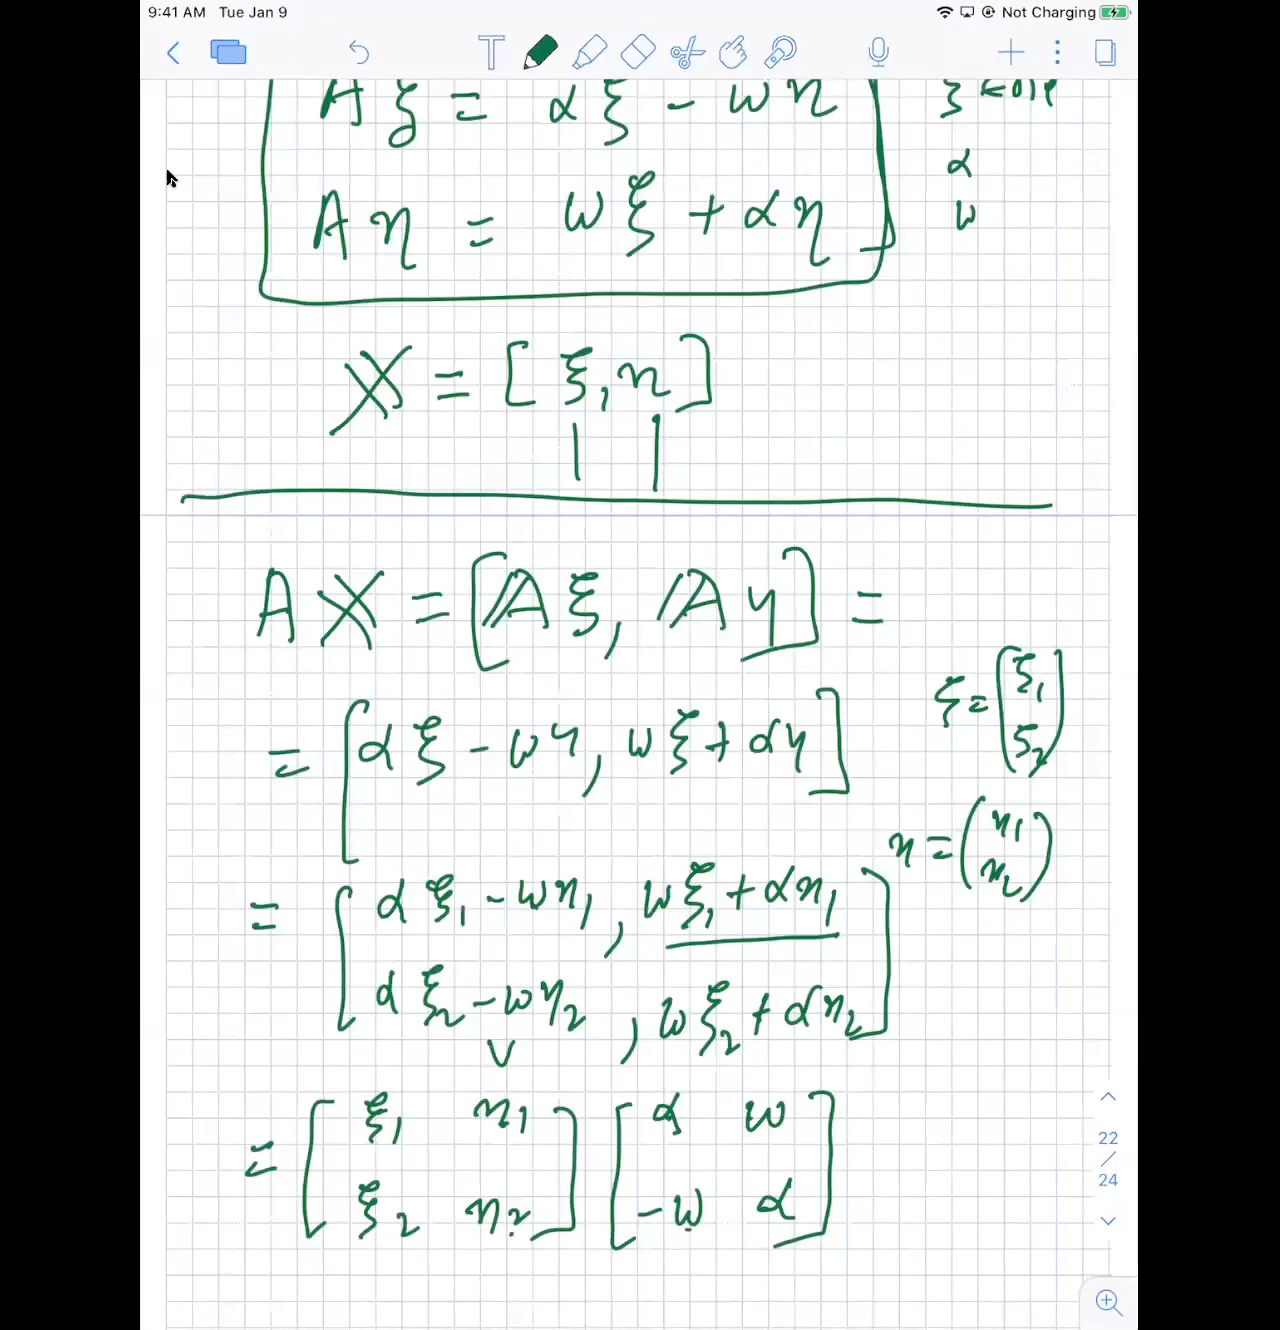 9:41 AM Tue Jan 9
Not Charging
T
Aξ = αξ - ωη
ξ
α
Aη = ωξ + αη
ω
X = [ξ, η]
AX = [Aξ, Aη] =
ξ = [ξ1
ξ2]
= [αξ - ωη, ωξ + αη]
η = (η1
η2)
= [αξ1 - ωη1, ωξ1 + αη1
αξ2 - ωη2, ωξ2 + αη2]
= [ξ1 η1] [α ω]
[ξ2 η2] [-ω α]
22
/
24